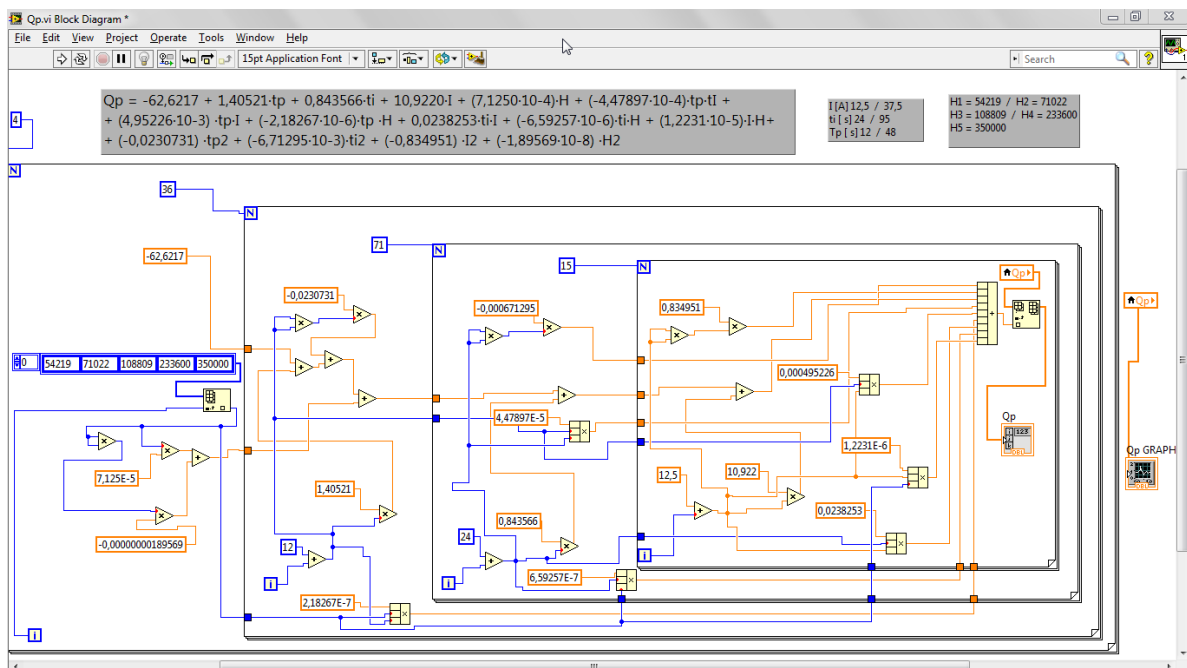 Qp.vi Block Diagram *
File Edit View Project Operate Tools Window Help
15pt Application Font
Search
?
1
Qp = -62,6217 + 1,40521·tp + 0,843566·ti + 10,9220·I + (7,1250·10-4)·H + (-4,47897·10-4)·tp·tI +
+ (4,95226·10-3) ·tp·I + (-2,18267·10-6)·tp ·H + 0,0238253·ti·I + (-6,59257·10-6)·ti·H + (1,2231·10-5)·I·H+
+ (-0,0230731) ·tp2 + (-6,71295·10-3)·ti2 + (-0,834951) ·I2 + (-1,89569·10-8) ·H2
I [A] 12,5 / 37,5
ti [ s] 24 / 95
Tp [ s] 12 / 48
H1 = 54219 / H2 = 71022
H3 = 108809 / H4 = 233600
H5 = 350000
4
N
36
N
71
N
15
N
-62,6217
-0,0230731
-0,000671295
0,834951
Qp
Qp
0 54219 71022 108809 233600 350000
0,000495226
4,47897E-5
Qp
1,2231E-6
Qp GRAPH
7,125E-5
12,5
10,922
1,40521
0,843566
0,0238253
-0,00000000189569
12
24
i
i
i
6,59257E-7
2,18267E-7
i